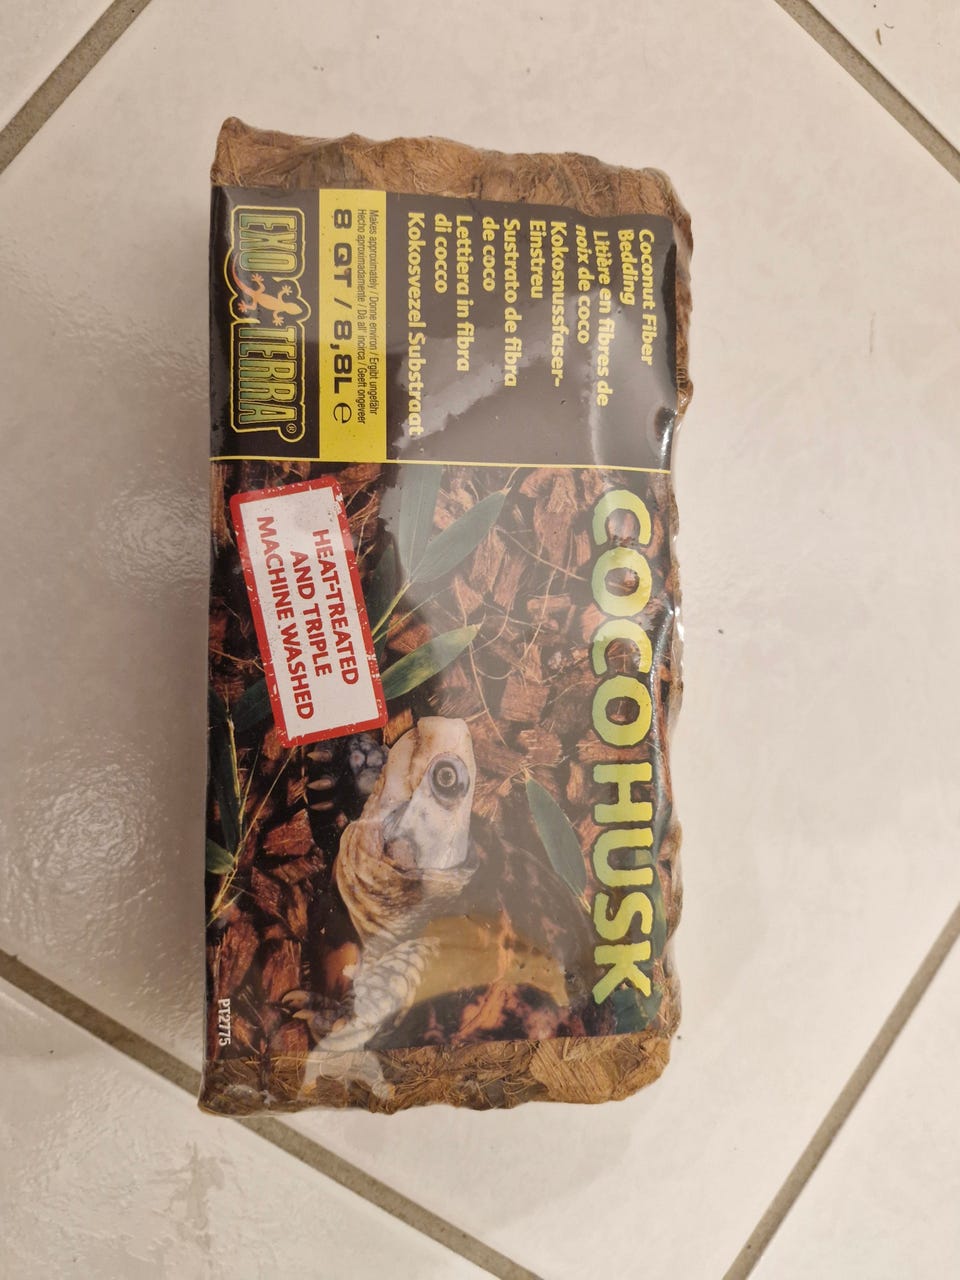 COCO HUSK
Coconut Fiber
Bedding
Litière en fibres de
noix de coco
Kokosnussfaser-
Einstreu
Sustrato de fibra
de coco
Lettiera in fibra
di cocco
Kokosvezel Substraat
Makes approximately / Donne environ / Ergibt ungefähr
Hecho aproximadamente / Dà all' incirca / Geeft ongeveer
8 QT / 8,8L ℮
EXO TERRA®
HEAT-TREATED
AND TRIPLE
MACHINE WASHED
PT2775